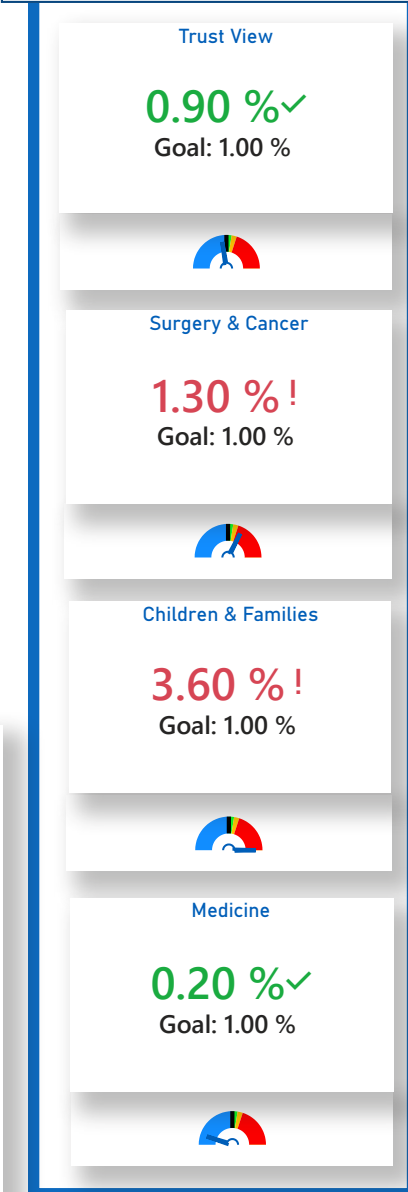 Trust View
0.90 %
Goal: 1.00 %
Surgery & Cancer
1.30 % !
Goal: 1.00 %
Children & Families
3.60 % !
Goal: 1.00 %
Medicine
0.20 %
Goal: 1.00 %